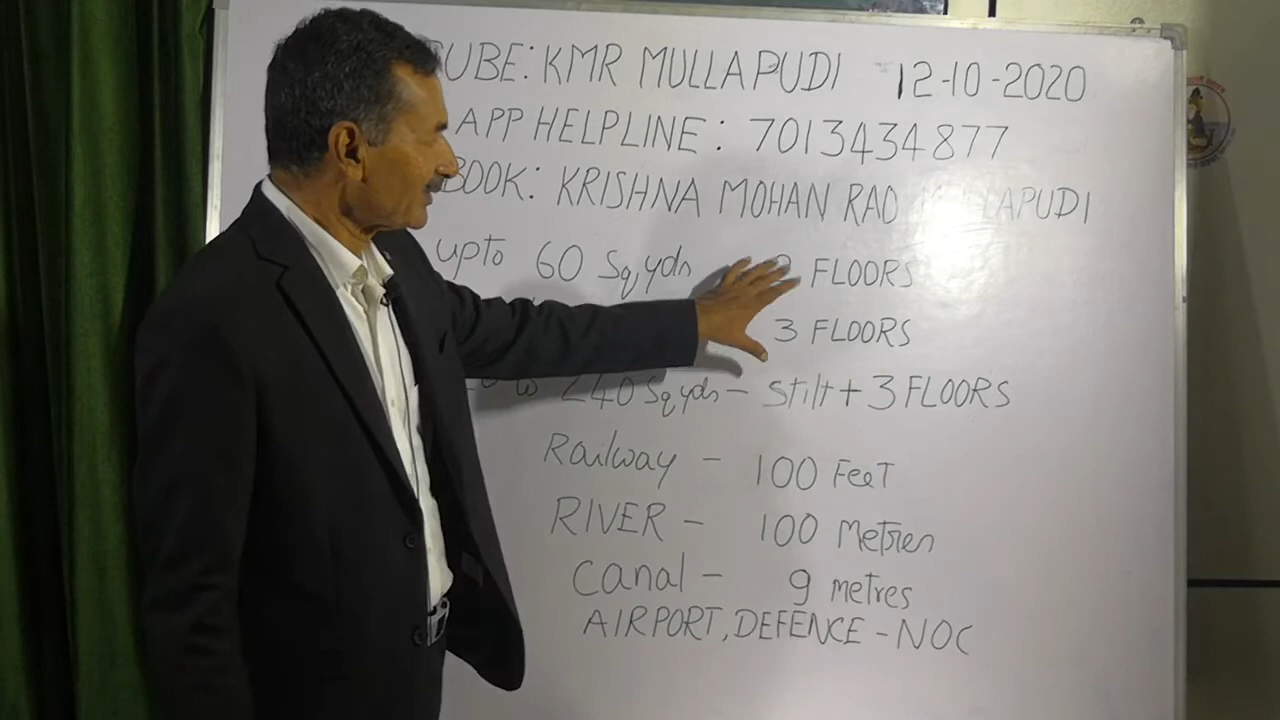 UBE: KMR MULLAPUDI 12-10-2020
APP HELPLINE: 7013434877
BOOK: KRISHNA MOHAN RAO MULLAPUDI
upto 60 Sq yds FLOORS
3 FLOORS
to 240 Sq yds - stilt + 3 FLOORS
Railway - 100 FeeT
RIVER - 100 Metres
Canal - 9 metres
AIRPORT, DEFENCE - NOC